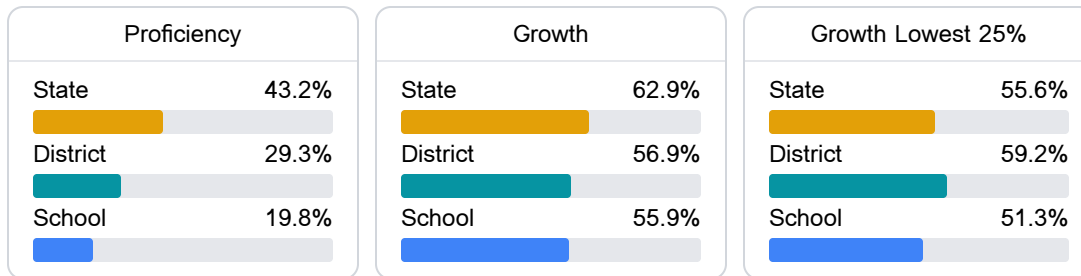 Proficiency
State 43.2%
District 29.3%
School 19.8%
Growth
State 62.9%
District 56.9%
School 55.9%
Growth Lowest 25%
State 55.6%
District 59.2%
School 51.3%